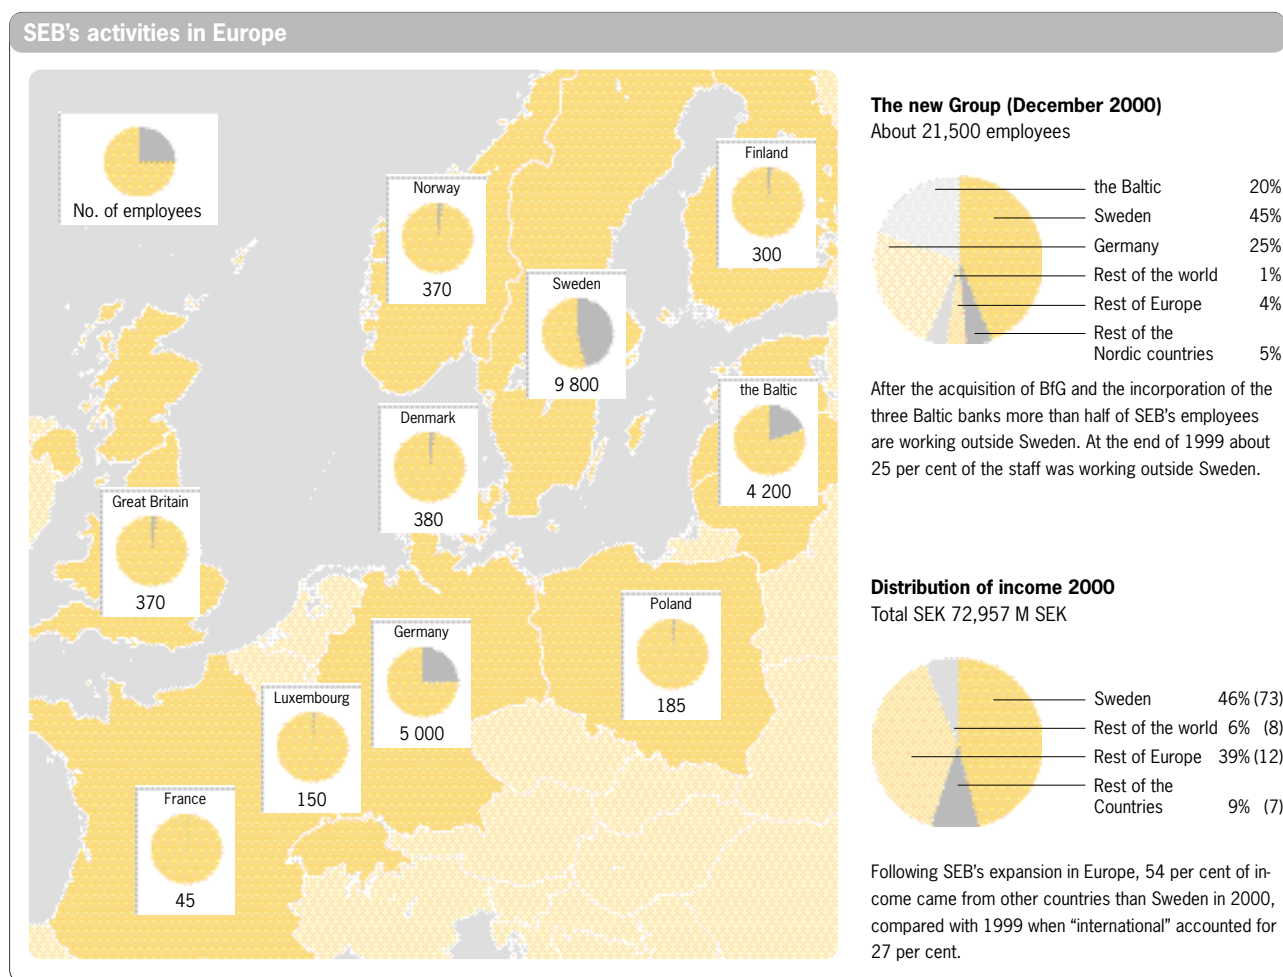 SEB's activities in Europe
No. of employees
Norway
370
Finland
300
Sweden
9 800
Denmark
380
the Baltic
4 200
Great Britain
370
Germany
5 000
Poland
185
Luxembourg
150
France
45
The new Group (December 2000)
About 21,500 employees
the Baltic 20%
Sweden 45%
Germany 25%
Rest of the world 1%
Rest of Europe 4%
Rest of the
Nordic countries 5%
After the acquisition of BfG and the incorporation of the
three Baltic banks more than half of SEB's employees
are working outside Sweden. At the end of 1999 about
25 per cent of the staff was working outside Sweden.
Distribution of income 2000
Total SEK 72,957 M SEK
Sweden 46% (73)
Rest of the world 6% (8)
Rest of Europe 39% (12)
Rest of the
Countries 9% (7)
Following SEB's expansion in Europe, 54 per cent of in-
come came from other countries than Sweden in 2000,
compared with 1999 when "international" accounted for
27 per cent.